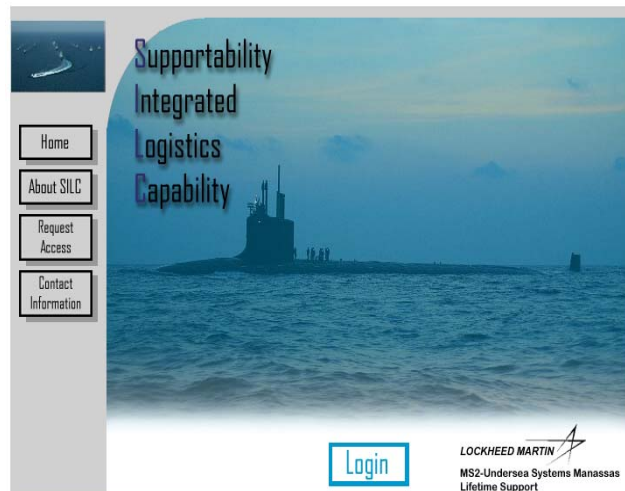 Supportability
Integrated
Logistics
Capability
Home
About SILC
Request
Access
Contact
Information
Login
LOCKHEED MARTIN
MS2-Undersea Systems Manassas
Lifetime Support